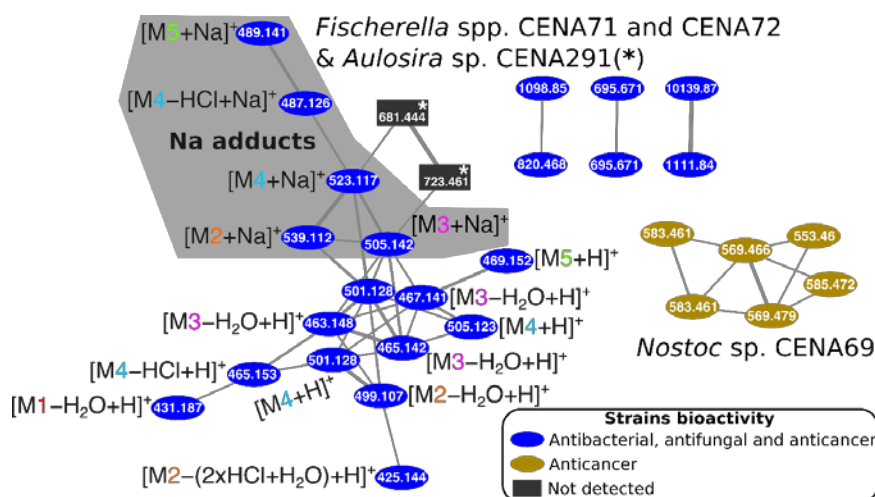 Fischerella spp. CENA71 and CENA72
& Aulosira sp. CENA291(*)
[M5+Na]⁺ 489.141
[M4−HCl+Na]⁺ 487.126
Na adducts
681.444 *
723.461 *
1098.85 695.671 10139.87
820.468 695.671 1111.84
[M4+Na]⁺ 523.117
[M2+Na]⁺ 539.112
505.142 [M3+Na]⁺
469.152 [M5+H]⁺
501.128
467.141 [M3−H₂O+H]⁺
[M3−H₂O+H]⁺ 463.148
505.123 [M4+H]⁺
465.142
[M3−H₂O+H]⁺
501.128
[M4+H]⁺
[M4−HCl+H]⁺ 465.153
[M1−H₂O+H]⁺ 431.187
499.107 [M2−H₂O+H]⁺
[M2−(2xHCl+H₂O)+H]⁺ 425.144
583.461 569.466 553.46
585.472
583.461 569.479
Nostoc sp. CENA69
Strains bioactivity
Antibacterial, antifungal and anticancer
Anticancer
Not detected